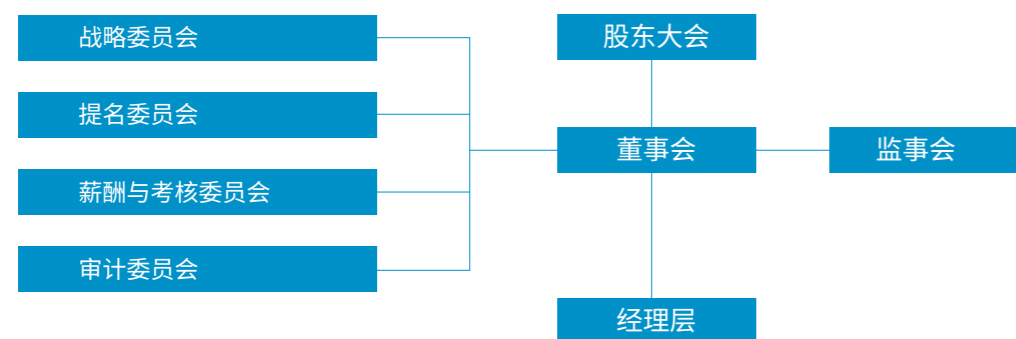 战略委员会
提名委员会
薪酬与考核委员会
审计委员会
股东大会
董事会
监事会
经理层